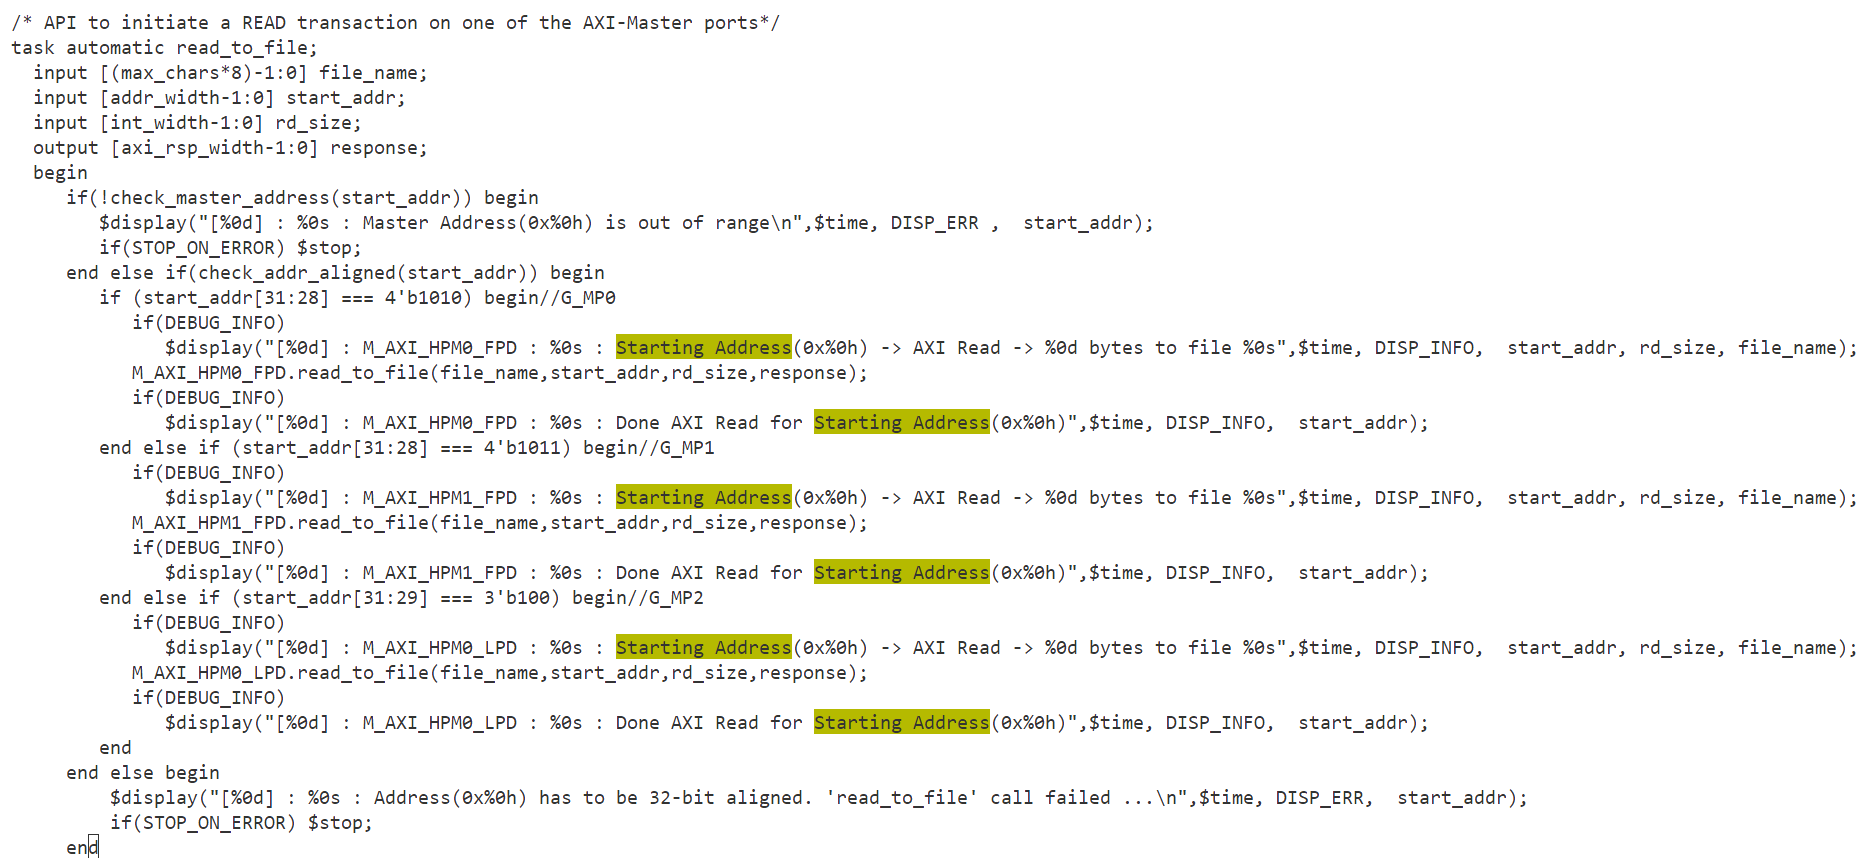 /* API to initiate a READ transaction on one of the AXI-Master ports*/
task automatic read_to_file;
  input [(max_chars*8)-1:0] file_name;
  input [addr_width-1:0] start_addr;
  input [int_width-1:0] rd_size;
  output [axi_rsp_width-1:0] response;
  begin
     if(!check_master_address(start_addr)) begin
        $display("[%0d] : %0s : Master Address(0x%0h) is out of range\n",$time, DISP_ERR ,  start_addr);
        if(STOP_ON_ERROR) $stop;
     end else if(check_addr_aligned(start_addr)) begin
        if (start_addr[31:28] === 4'b1010) begin//G_MP0
           if(DEBUG_INFO)
              $display("[%0d] : M_AXI_HPM0_FPD : %0s : Starting Address(0x%0h) -> AXI Read -> %0d bytes to file %0s",$time, DISP_INFO,  start_addr, rd_size, file_name);
           M_AXI_HPM0_FPD.read_to_file(file_name,start_addr,rd_size,response);
           if(DEBUG_INFO)
              $display("[%0d] : M_AXI_HPM0_FPD : %0s : Done AXI Read for Starting Address(0x%0h)",$time, DISP_INFO,  start_addr);
        end else if (start_addr[31:28] === 4'b1011) begin//G_MP1
           if(DEBUG_INFO)
              $display("[%0d] : M_AXI_HPM1_FPD : %0s : Starting Address(0x%0h) -> AXI Read -> %0d bytes to file %0s",$time, DISP_INFO,  start_addr, rd_size, file_name);
           M_AXI_HPM1_FPD.read_to_file(file_name,start_addr,rd_size,response);
           if(DEBUG_INFO)
              $display("[%0d] : M_AXI_HPM1_FPD : %0s : Done AXI Read for Starting Address(0x%0h)",$time, DISP_INFO,  start_addr);
        end else if (start_addr[31:29] === 3'b100) begin//G_MP2
           if(DEBUG_INFO)
              $display("[%0d] : M_AXI_HPM0_LPD : %0s : Starting Address(0x%0h) -> AXI Read -> %0d bytes to file %0s",$time, DISP_INFO,  start_addr, rd_size, file_name);
           M_AXI_HPM0_LPD.read_to_file(file_name,start_addr,rd_size,response);
           if(DEBUG_INFO)
              $display("[%0d] : M_AXI_HPM0_LPD : %0s : Done AXI Read for Starting Address(0x%0h)",$time, DISP_INFO,  start_addr);
        end
     end else begin
         $display("[%0d] : %0s : Address(0x%0h) has to be 32-bit aligned. 'read_to_file' call failed ...\n",$time, DISP_ERR,  start_addr);
         if(STOP_ON_ERROR) $stop;
     end